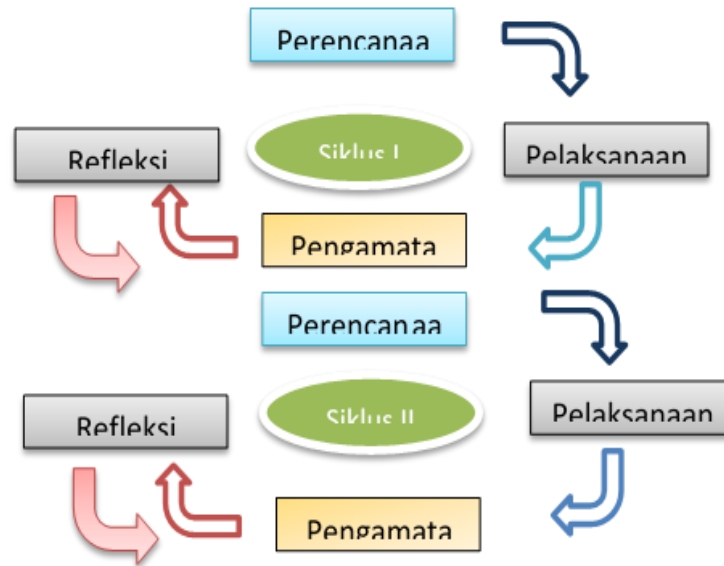 Perencanaa
Refleksi
Siklus I
Pelaksanaan
Pengamata
Perencanaa
Refleksi
Siklus II
Pelaksanaan
Pengamata